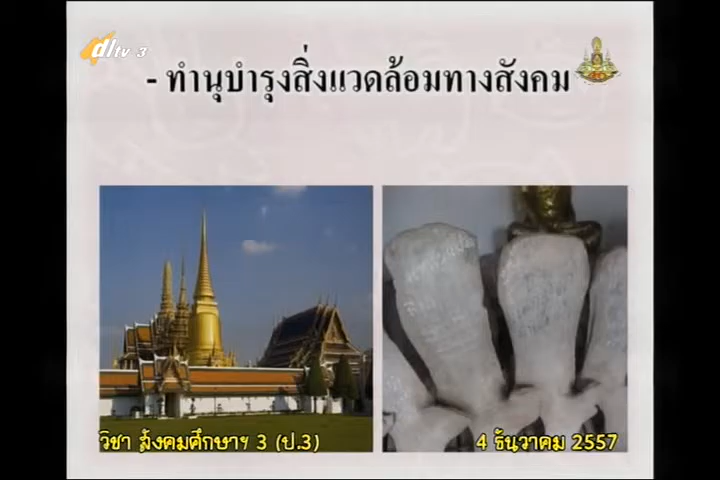 dltv 3
- ทำนุบำรุงสิ่งแวดล้อมทางสังคม
วิชา สังคมศึกษาฯ 3 (ป.3)
4 ธันวาคม 2557